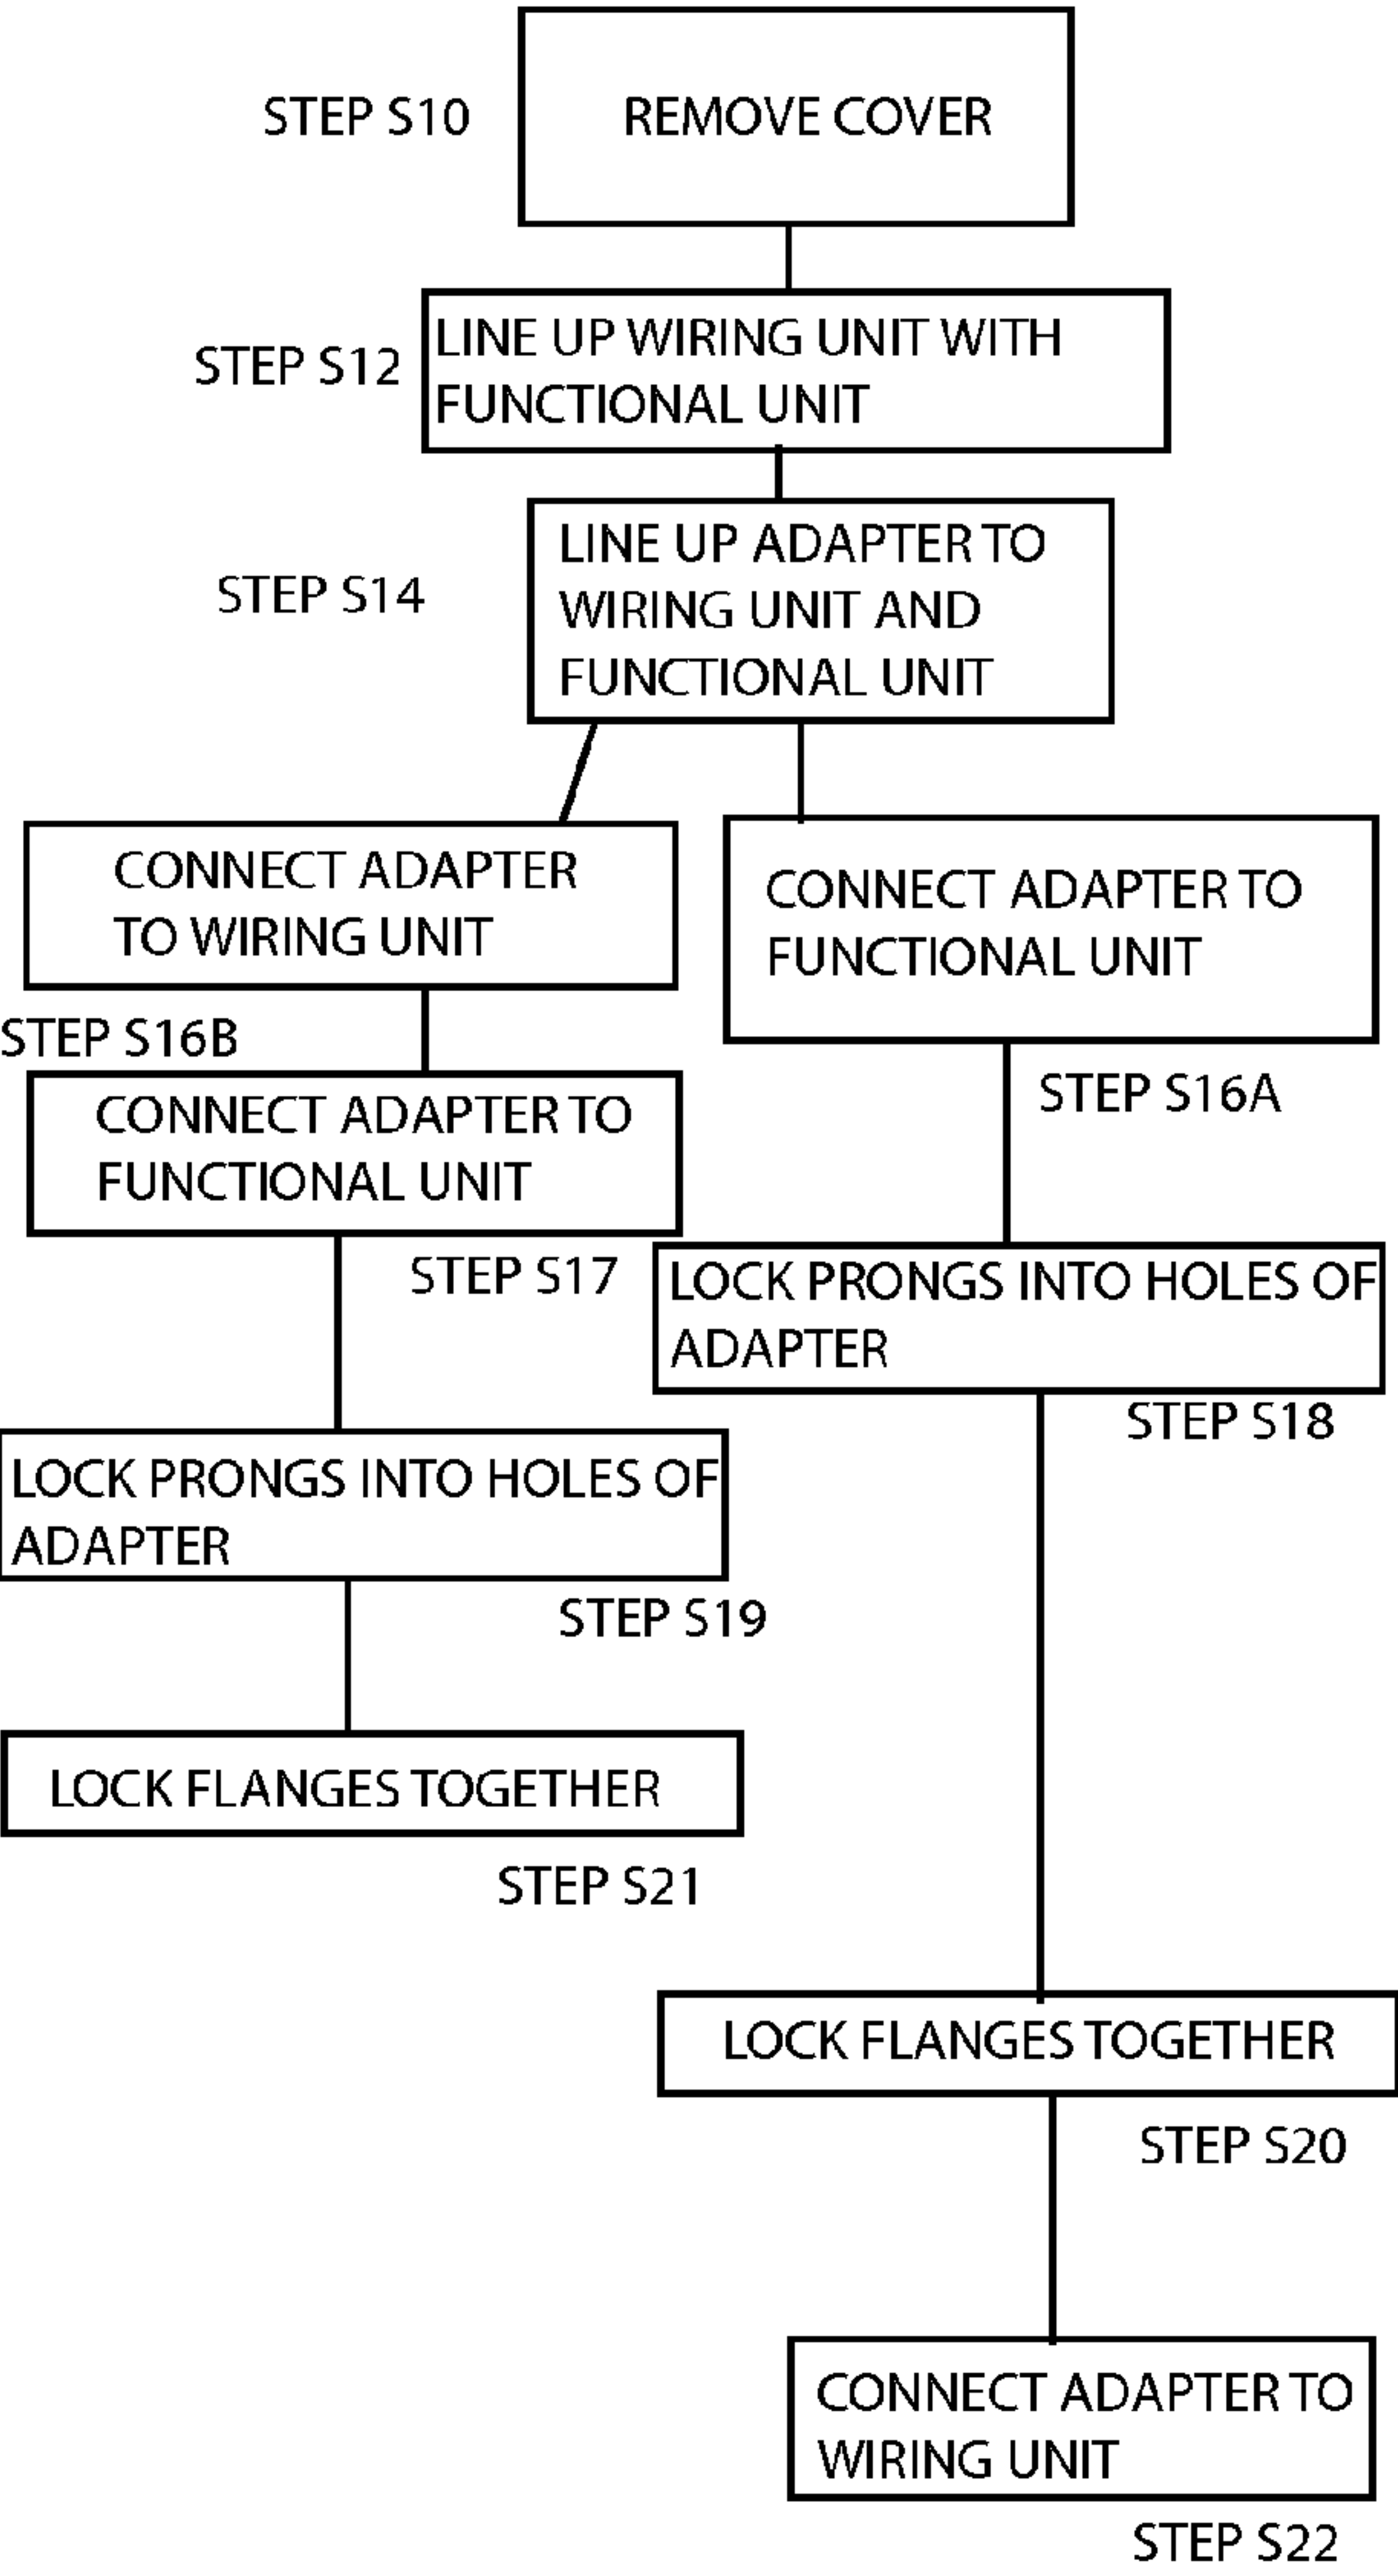 STEP S10
REMOVE COVER
STEP S12
LINE UP WIRING UNIT WITH
FUNCTIONAL UNIT
STEP S14
LINE UP ADAPTER TO
WIRING UNIT AND
FUNCTIONAL UNIT
CONNECT ADAPTER
TO WIRING UNIT
STEP S16B
CONNECT ADAPTER TO
FUNCTIONAL UNIT
STEP S16A
CONNECT ADAPTER TO
FUNCTIONAL UNIT
STEP S17
LOCK PRONGS INTO HOLES OF
ADAPTER
STEP S18
LOCK PRONGS INTO HOLES OF
ADAPTER
STEP S19
LOCK FLANGES TOGETHER
STEP S21
LOCK FLANGES TOGETHER
STEP S20
CONNECT ADAPTER TO
WIRING UNIT
STEP S22